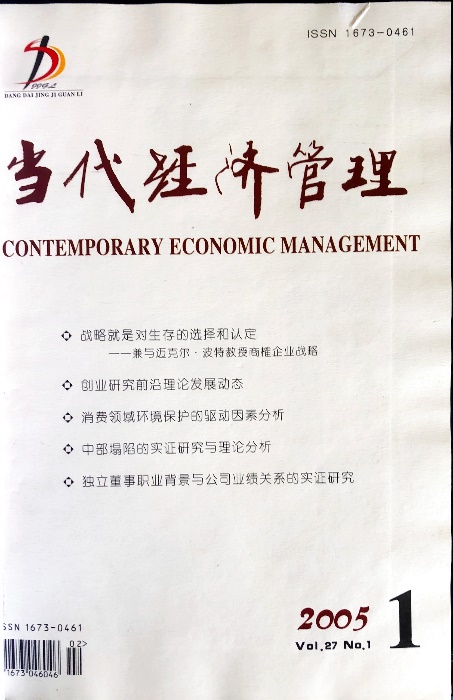 ISSN 1673-0461
DANG DAI JING JI GUAN LI
当代经济管理
CONTEMPORARY ECONOMIC MANAGEMENT
◇ 战略就是对生存的选择和认定
——兼与迈克尔·波特教授商榷企业战略
◇ 创业研究前沿理论发展动态
◇ 消费领域环境保护的驱动因素分析
◇ 中部塌陷的实证研究与理论分析
◇ 独立董事职业背景与公司业绩关系的实证研究
SSN 1673-0461
02>
1673 046046
2005
Vol.27 No.1
1